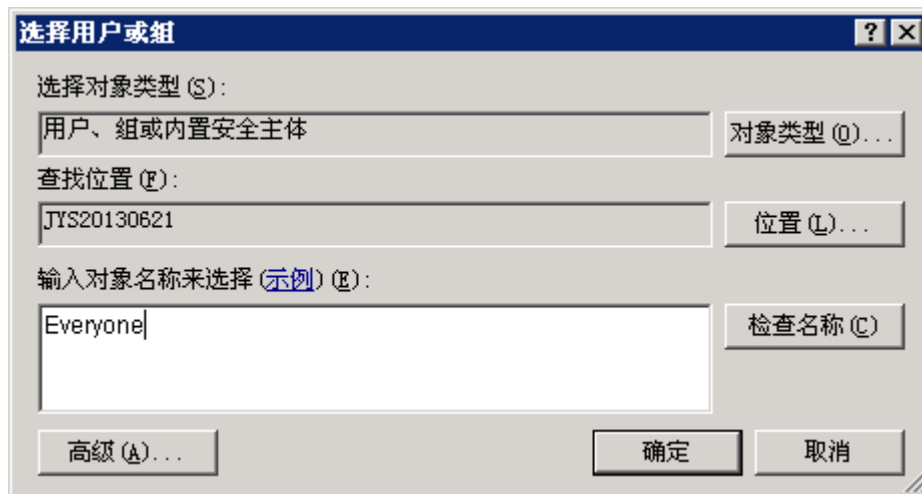 选择用户或组
选择对象类型(S):
用户、组或内置安全主体
对象类型(O)...
查找位置(F):
JYS20130621
位置(L)...
输入对象名称来选择(示例)(E):
Everyone
检查名称(C)
高级(A)...
确定
取消